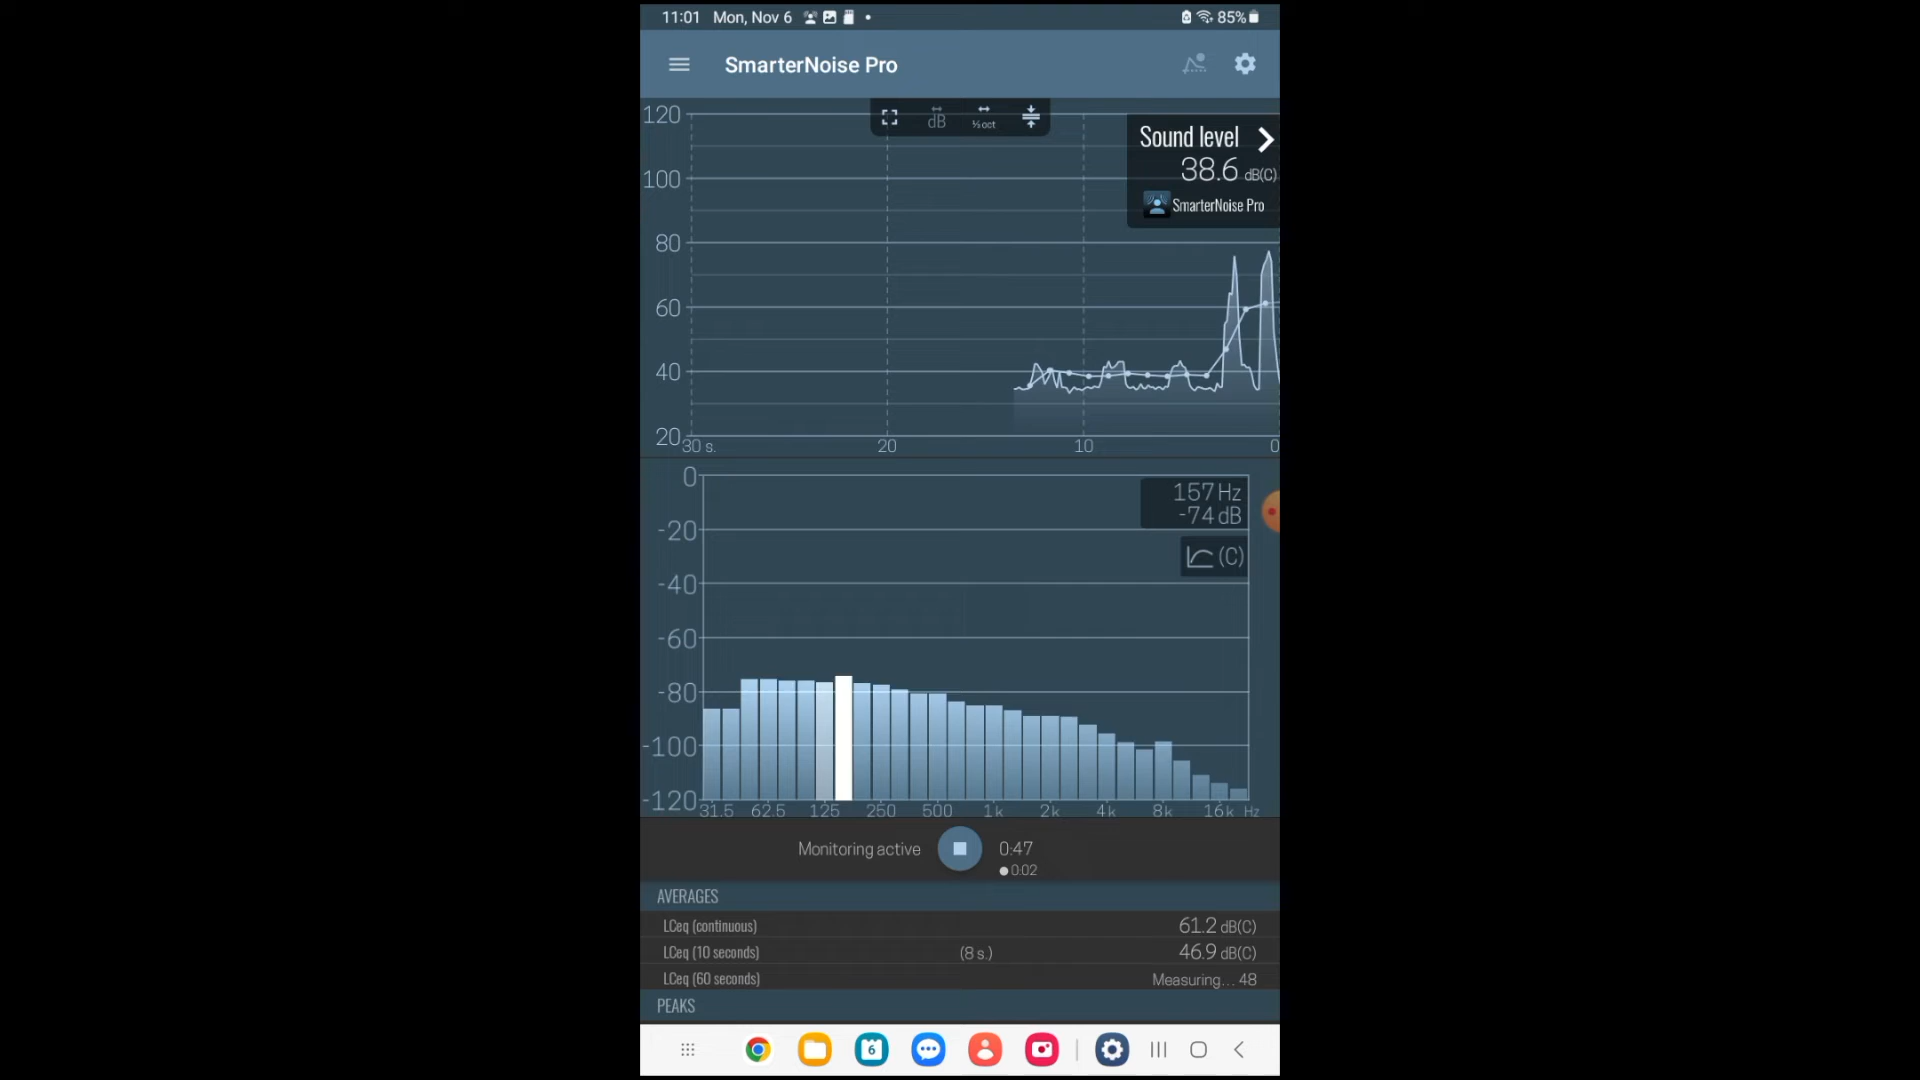 11:01 Mon, Nov 6 85%
SmarterNoise Pro
dB ⅓oct
Sound level
38.6 dB(C)
SmarterNoise Pro
120
100
80
60
40
20
30 s. 20 10 0
157 Hz
-74 dB
(C)
0
-20
-40
-60
-80
-100
-120
31.5 62.5 125 250 500 1k 2k 4k 8k 16k Hz
Monitoring active 0:47
0:02
AVERAGES
LCeq (continuous) 61.2 dB(C)
LCeq (10 seconds) (8 s.) 46.9 dB(C)
LCeq (60 seconds) Measuring... 48
PEAKS
6